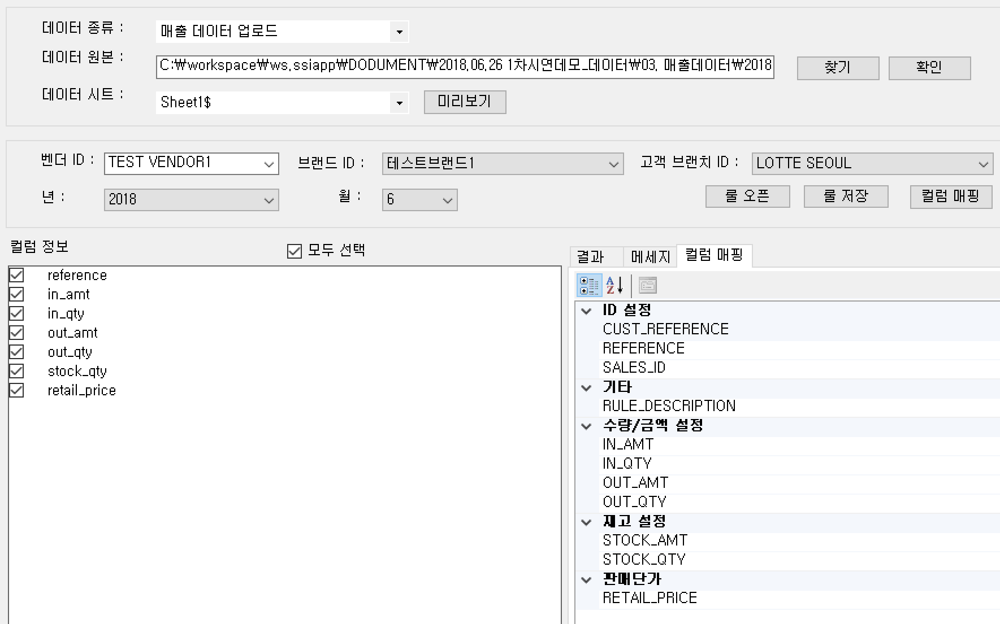 데이터 종류 : 매출 데이터 업로드
데이터 원본 : C:₩workspace₩ws.ssiapp₩DODUMENT₩2018.06.26 1차시연데모_데이터₩03. 매출데이터₩2018 찾기 확인
데이터 시트 : Sheet1$ 미리보기
벤더 ID : TEST VENDOR1 브랜드 ID : 테스트브랜드1 고객 브랜치 ID : LOTTE SEOUL
년 : 2018 월 : 6 룰 오픈 룰 저장 컬럼 매핑
컬럼 정보 모두 선택
reference
in_amt
in_qty
out_amt
out_qty
stock_qty
retail_price
결과 메세지 컬럼 매핑
ID 설정
CUST_REFERENCE
REFERENCE
SALES_ID
기타
RULE_DESCRIPTION
수량/금액 설정
IN_AMT
IN_QTY
OUT_AMT
OUT_QTY
재고 설정
STOCK_AMT
STOCK_QTY
판매단가
RETAIL_PRICE